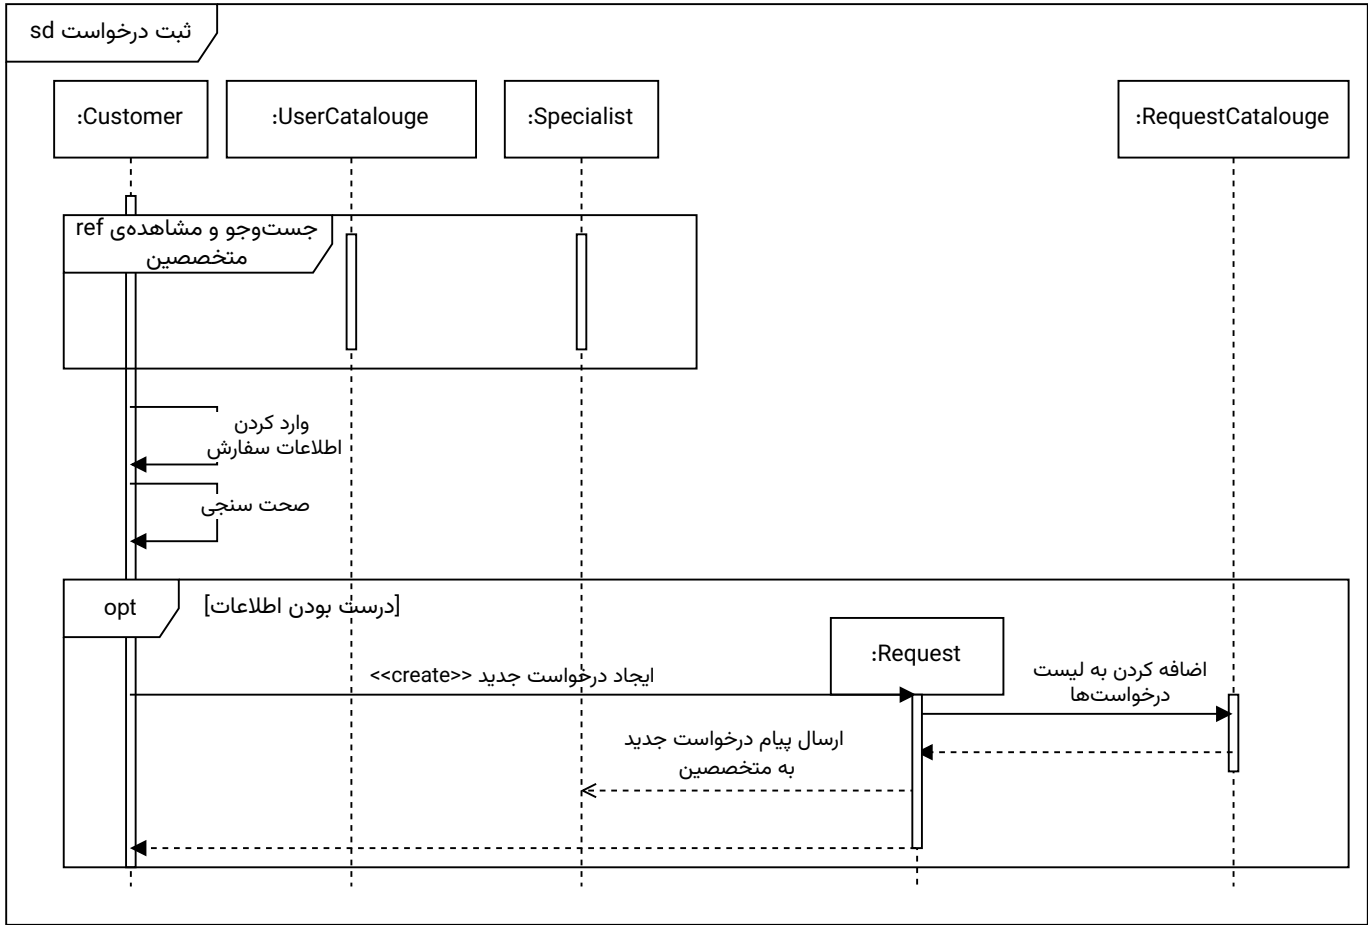 sd ثبت درخواست
:Customer
:UserCatalouge
:Specialist
:RequestCatalouge
ref جست‌وجو و مشاهده‌ی
متخصصین
وارد کردن
اطلاعات سفارش
صحت سنجی
opt
[درست بودن اطلاعات]
:Request
<<create>> ایجاد درخواست جدید
اضافه کردن به لیست
درخواست‌ها
ارسال پیام درخواست جدید
به متخصصین